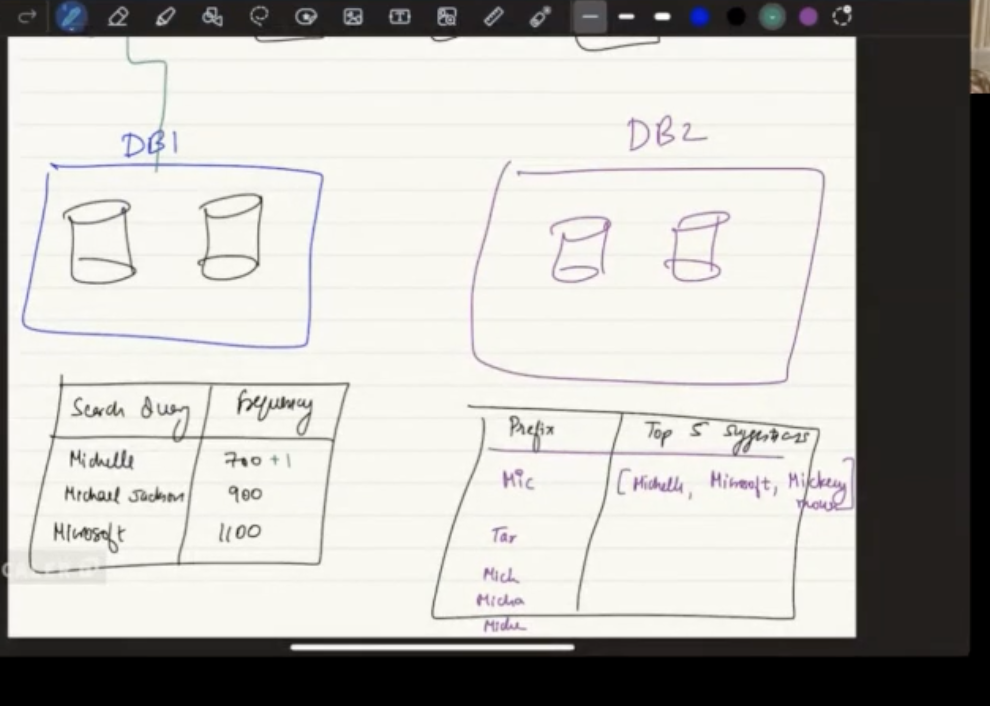 DB1
DB2
Search Query
Frequency
Michelle
700 +1
Michael Jackson
900
Microsoft
1100
Prefix
Top 5 Suggestions
Mic
[Michelle, Microsoft, Mickey
mouse]
Tar
Mich
Micha
Miche